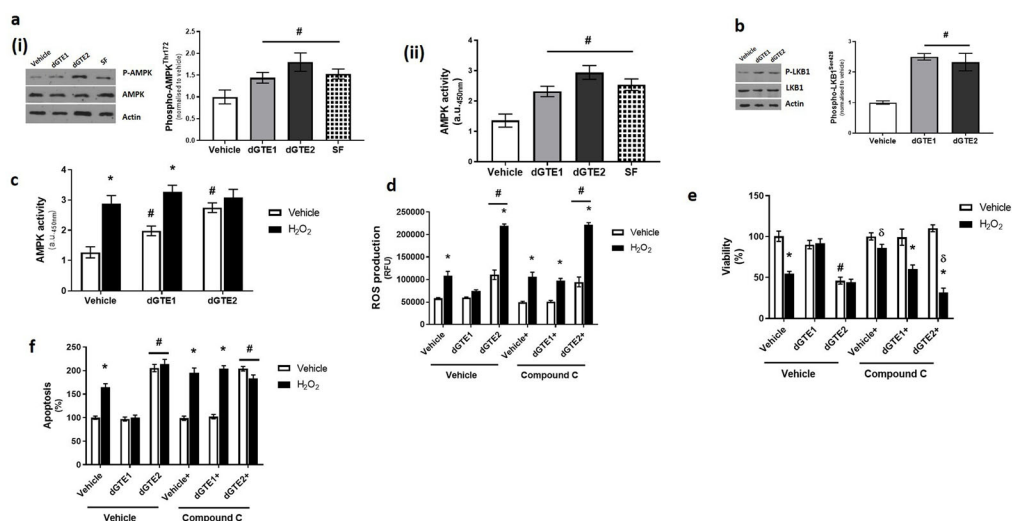 a
(i)
Vehicle dGTE1 dGTE2 SF
P-AMPK
AMPK
Actin
Phospho-AMPKThr172
(normalised to vehicle)
2.5
2.0
1.5
1.0
0.5
0.0
#
Vehicle dGTE1 dGTE2 SF
(ii)
AMPK activity
(a.u.450nm)
4
3
2
1
0
#
Vehicle dGTE1 dGTE2 SF
b
Vehicle dGTE1 dGTE2
P-LKB1
LKB1
Actin
Phospho-LKB1Ser428
(normalised to vehicle)
3
2
1
0
#
Vehicle dGTE1 dGTE2
c
AMPK activity
(a.u.450nm)
4
3
2
1
0
* # * #
Vehicle dGTE1 dGTE2
Vehicle
H₂O₂
d
ROS production
(RFU)
250000
200000
150000
100000
50000
0
* # * * * # *
Vehicle dGTE1 dGTE2 Vehicle+ dGTE1+ dGTE2+
Vehicle Compound C
Vehicle
H₂O₂
e
Viability
(%)
150
100
50
0
* # δ * δ *
Vehicle dGTE1 dGTE2 Vehicle+ dGTE1+ dGTE2+
Vehicle Compound C
Vehicle
H₂O₂
f
Apoptosis
(%)
250
200
150
100
50
0
* # * * #
Vehicle dGTE1 dGTE2 Vehicle+ dGTE1+ dGTE2+
Vehicle Compound C
Vehicle
H₂O₂